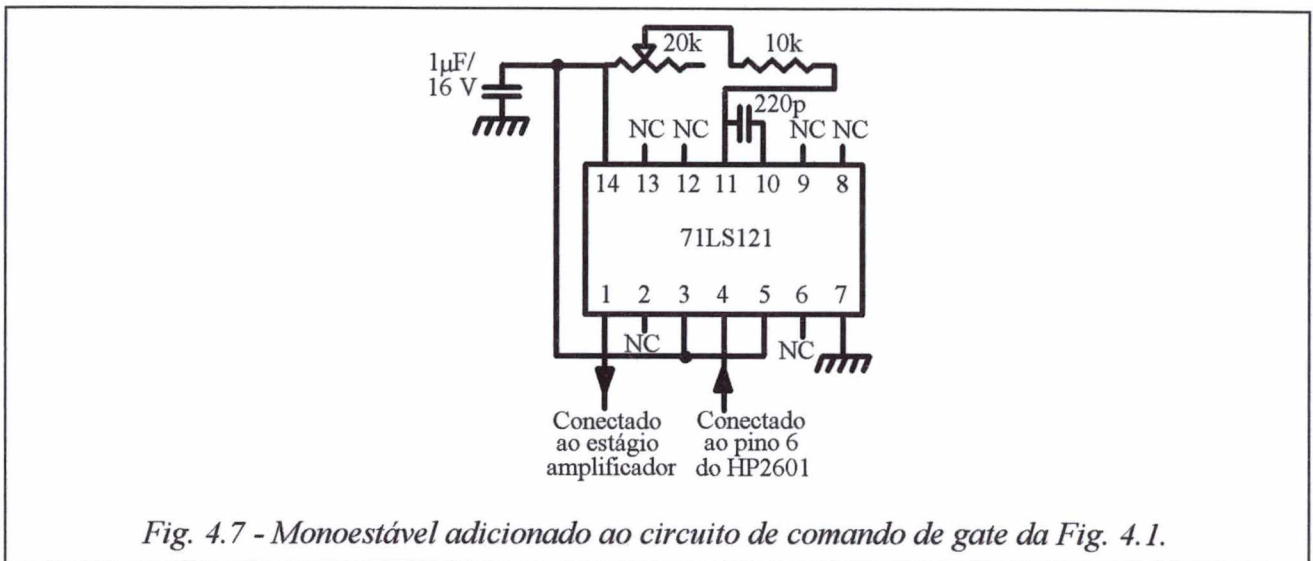 20k 10k
1µF/
16 V
220p
NC NC NC NC
14 13 12 11 10 9 8
71LS121
1 2 3 4 5 6 7
NC NC
Conectado Conectado
ao estágio ao pino 6
amplificador do HP2601
Fig. 4.7 - Monoestável adicionado ao circuito de comando de gate da Fig. 4.1.